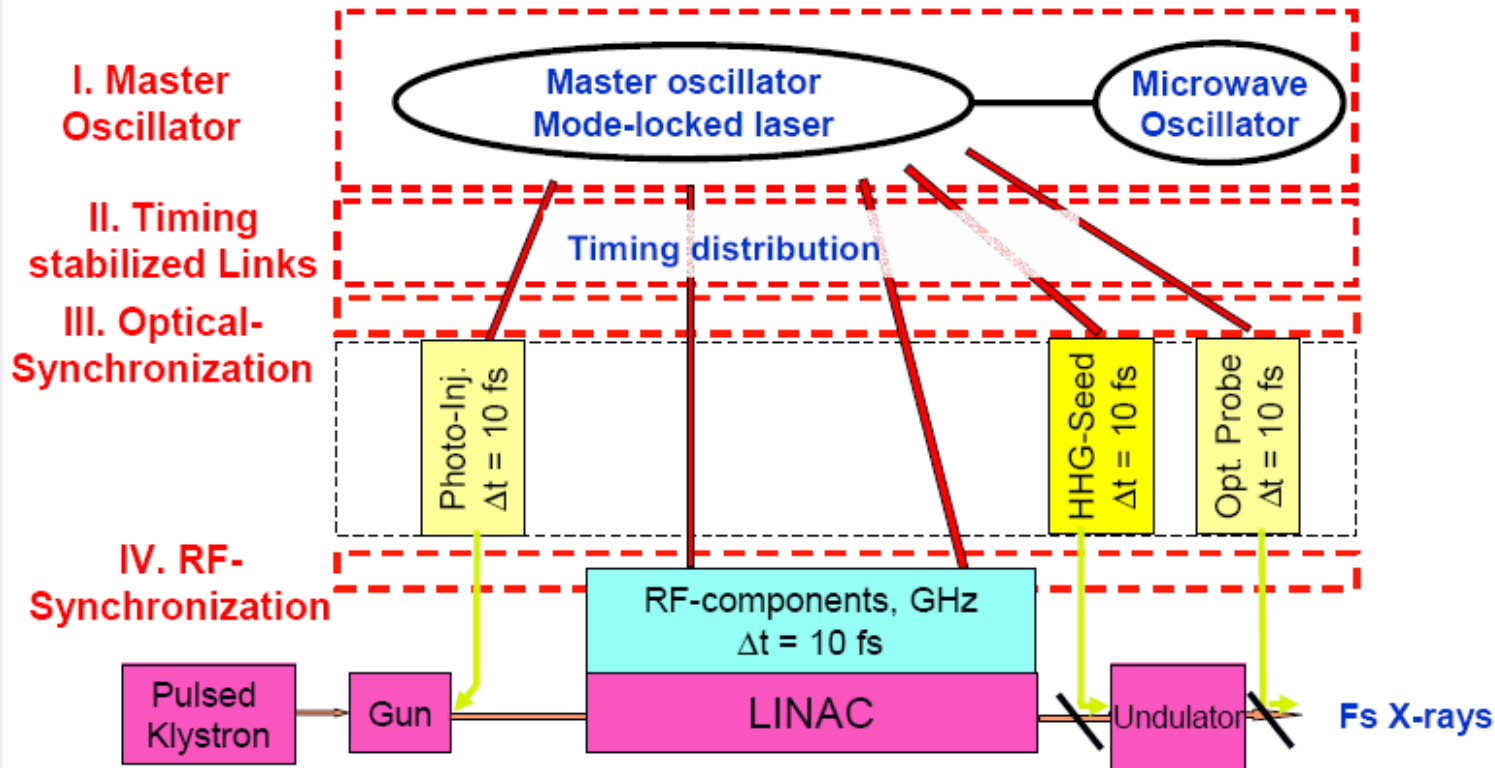 I. Master
Oscillator
Master oscillator
Mode-locked laser
Microwave
Oscillator
II. Timing
stabilized Links
Timing distribution
III. Optical-
Synchronization
Photo-Inj.
Δt = 10 fs
HHG-Seed
Δt = 10 fs
Opt. Probe
Δt = 10 fs
IV. RF-
Synchronization
RF-components, GHz
Δt = 10 fs
Pulsed
Klystron
Gun
LINAC
Undulator
Fs X-rays